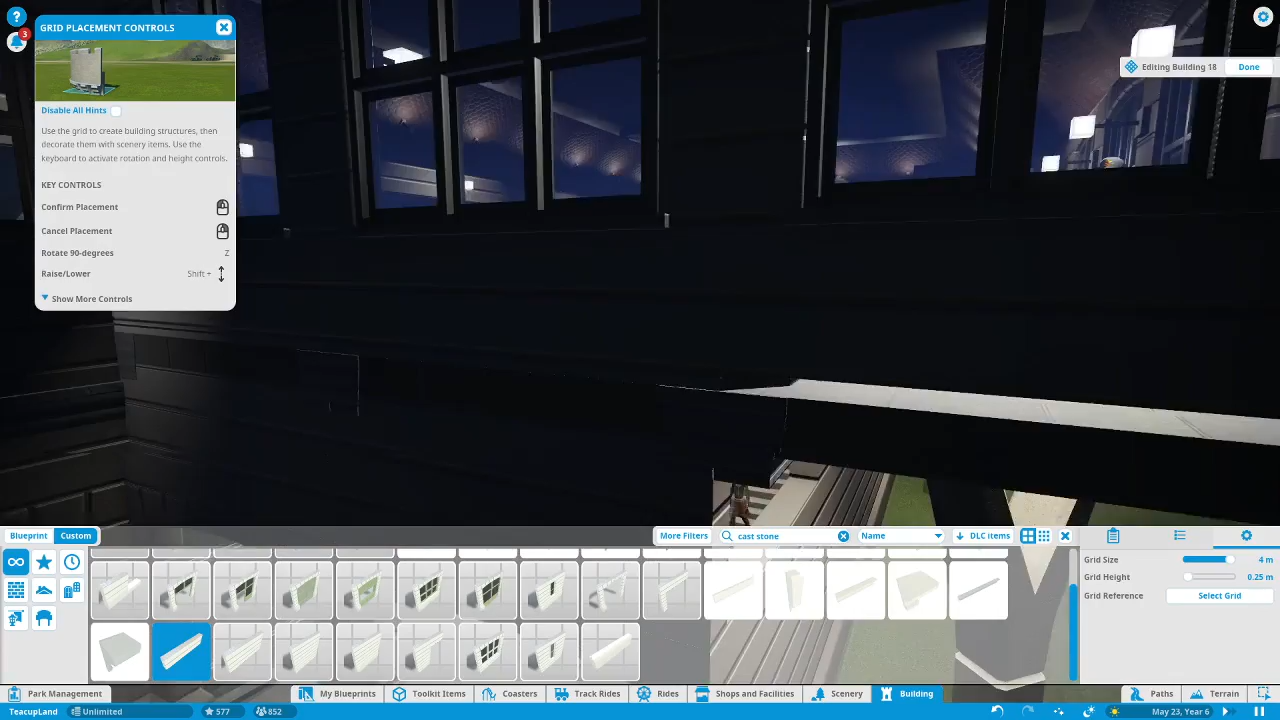 ?
GRID PLACEMENT CONTROLS
3
Editing Building 18
Done
Disable All Hints
Use the grid to create building structures, then
decorate them with scenery items. Use the
keyboard to activate rotation and height controls.
KEY CONTROLS
Confirm Placement
Cancel Placement
Rotate 90-degrees Z
Raise/Lower Shift +
Show More Controls
Blueprint
Custom
More Filters
cast stone
Name
DLC items
Grid Size 4 m
Grid Height 0.25 m
Grid Reference Select Grid
Park Management
My Blueprints
Toolkit Items
Coasters
Track Rides
Rides
Shops and Facilities
Scenery
Building
Paths
Terrain
TeacupLand
Unlimited
577
852
May 23, Year 6